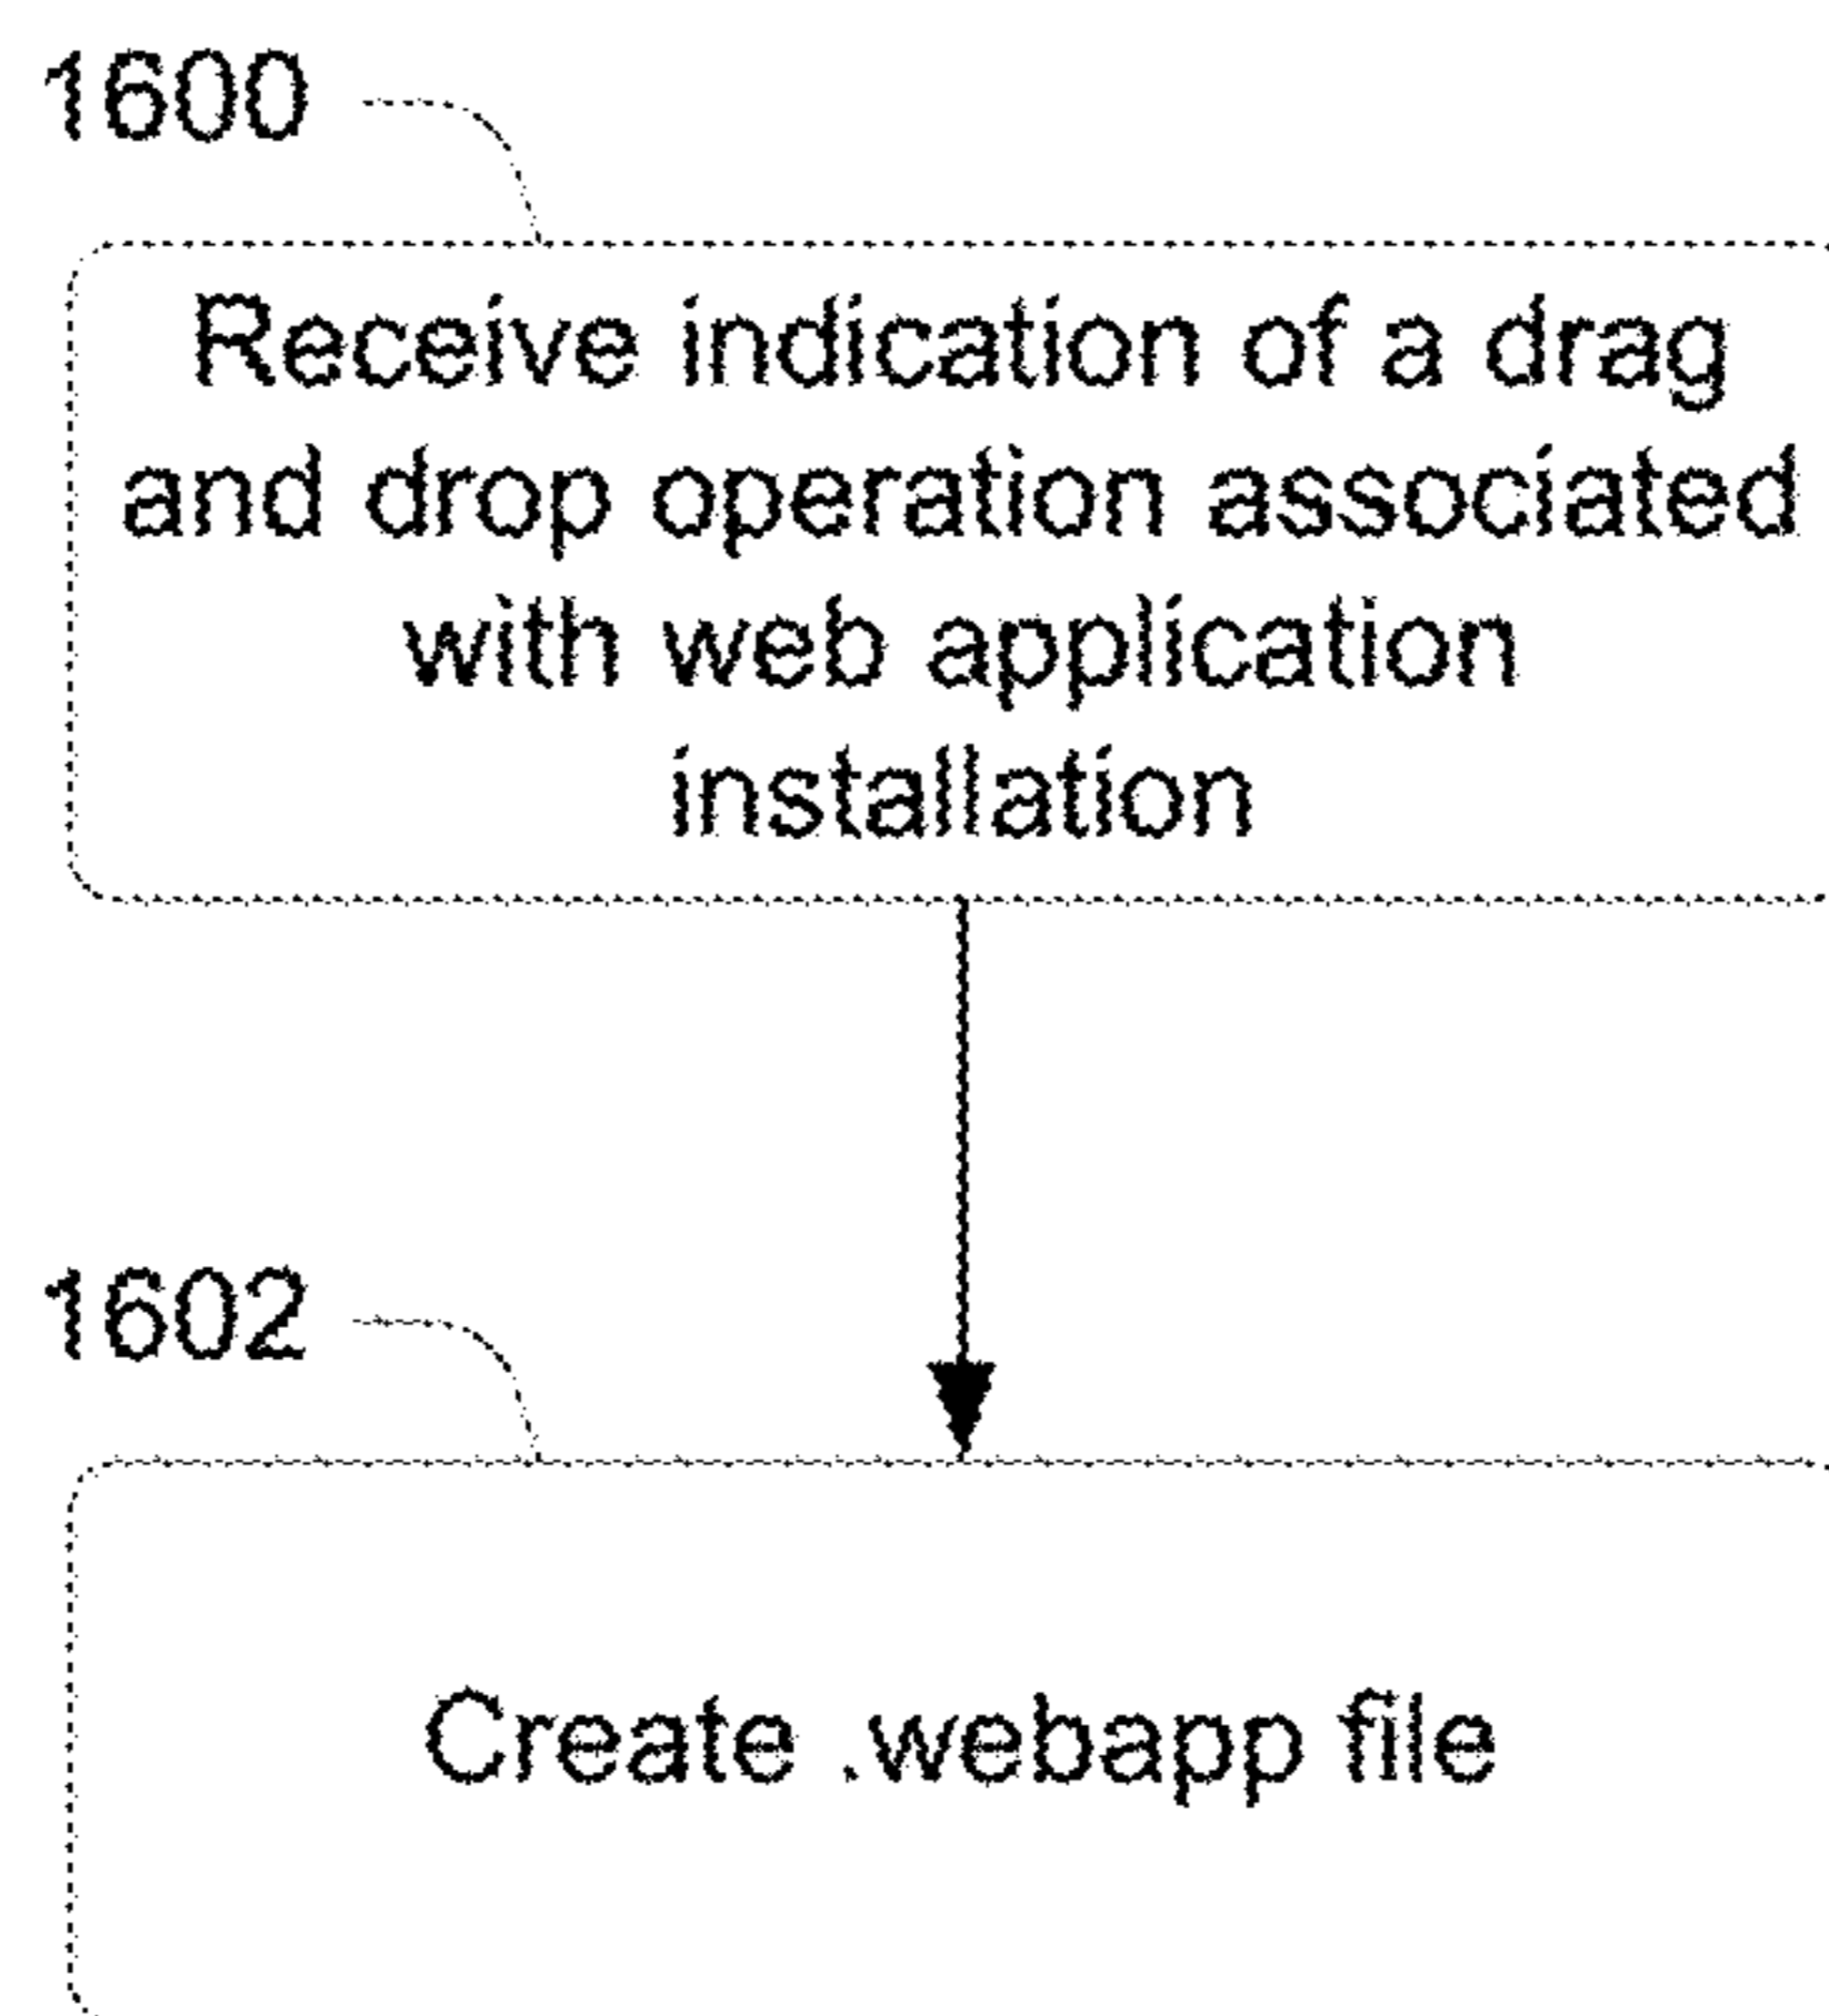 1600
Receive indication of a drag
and drop operation associated
with web application
installation
1602
Create .webapp file